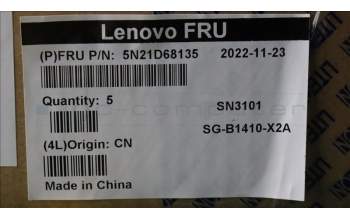 Lenovo FRU
(P)FRU P/N: 5N21D68135 2022-11-23
Quantity: 5
SN3101
SG-B1410-X2A
(4L)Origin: CN
Made in China
LITEON